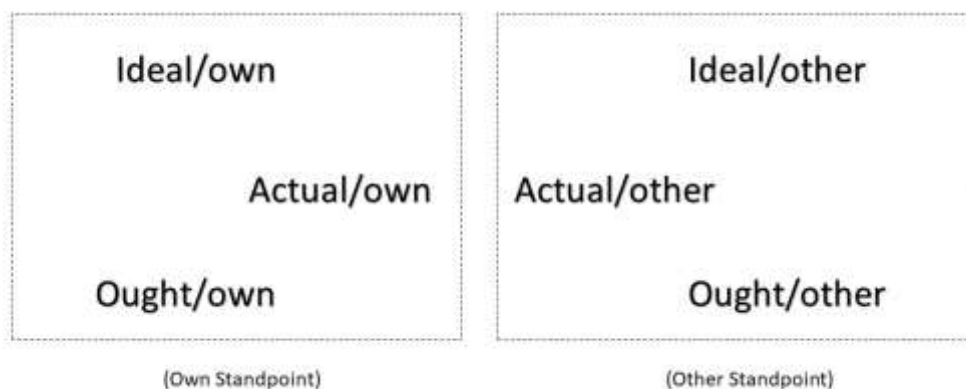 Ideal/own
Actual/own
Ought/own
(Own Standpoint)
Ideal/other
Actual/other
Ought/other
(Other Standpoint)